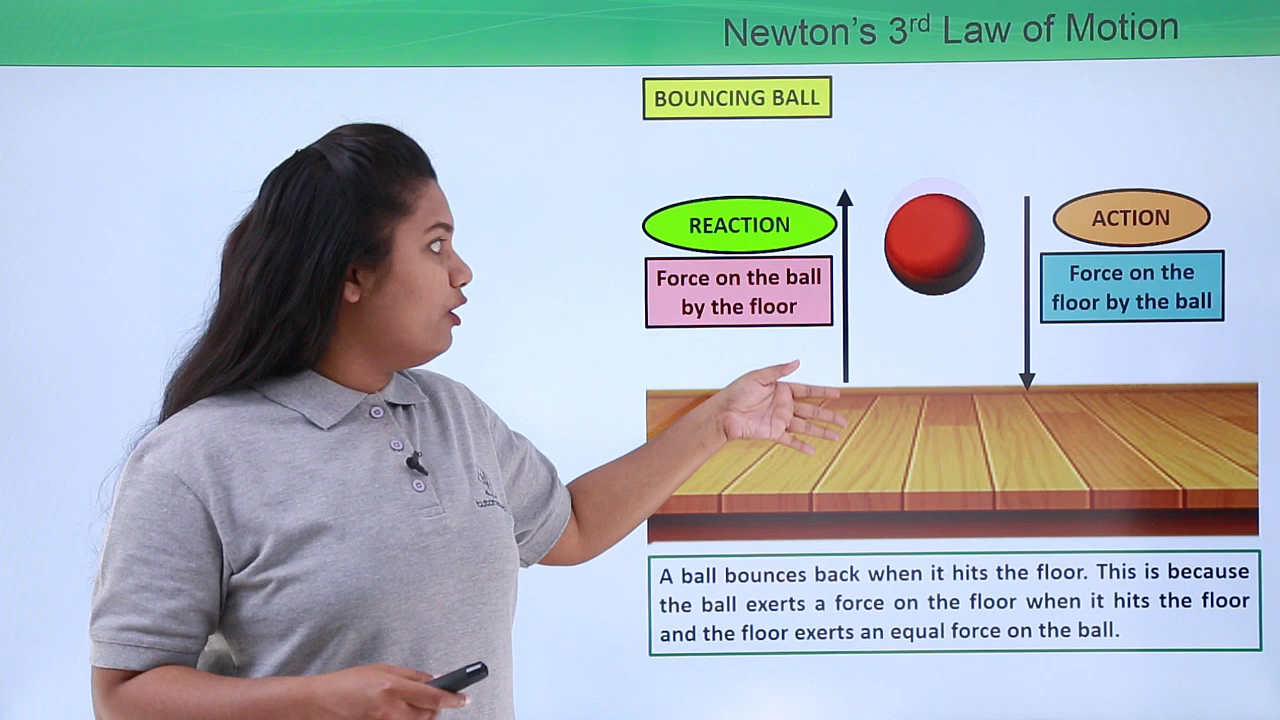 Newton's 3rd Law of Motion
BOUNCING BALL
REACTION
Force on the ball
by the floor
ACTION
Force on the
floor by the ball
A ball bounces back when it hits the floor. This is because
the ball exerts a force on the floor when it hits the floor
and the floor exerts an equal force on the ball.